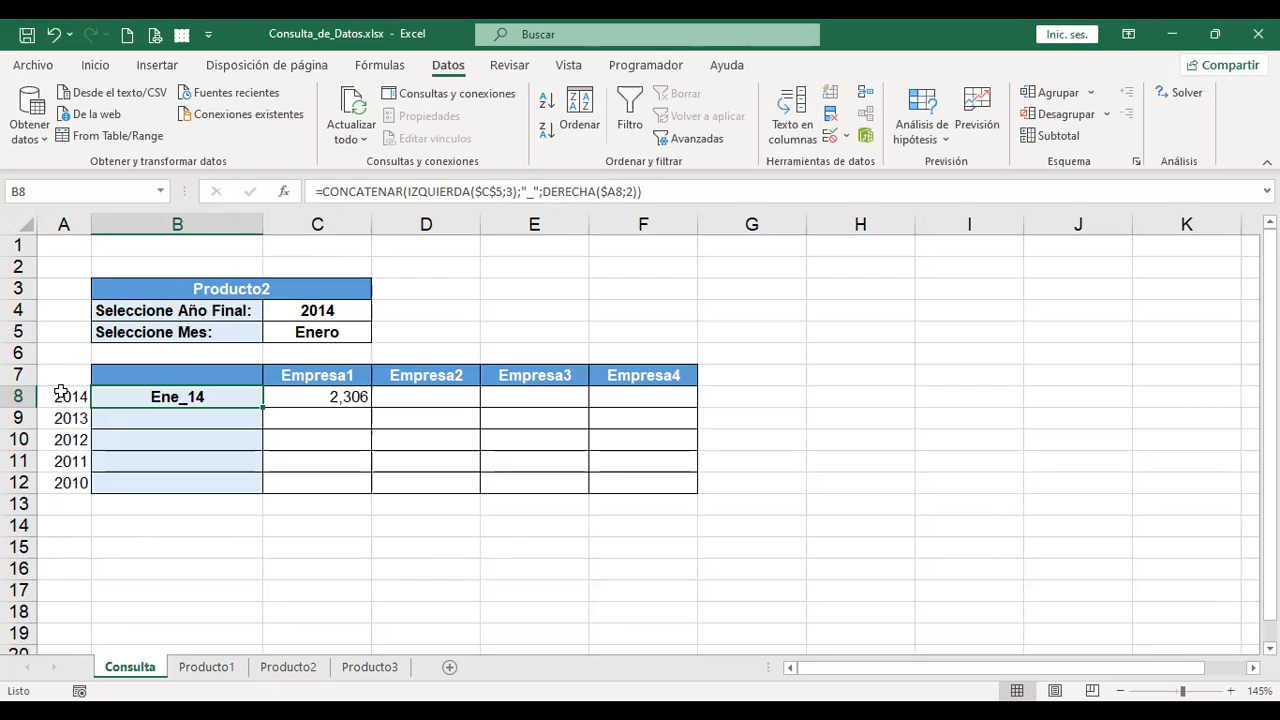 Consulta_de_Datos.xlsx - Excel
Buscar
Inic. ses.
Archivo Inicio Insertar Disposición de página Fórmulas Datos Revisar Vista Programador Ayuda
Compartir
Obtener datos
Desde el texto/CSV
De la web
From Table/Range
Fuentes recientes
Conexiones existentes
Obtener y transformar datos
Actualizar todo
Consultas y conexiones
Propiedades
Editar vínculos
Consultas y conexiones
Ordenar
Filtro
Borrar
Volver a aplicar
Avanzadas
Ordenar y filtrar
Texto en columnas
Herramientas de datos
Análisis de hipótesis
Previsión
Previsión
Agrupar
Desagrupar
Subtotal
Esquema
Solver
Análisis
B8
fx
=CONCATENAR(IZQUIERDA($C$5;3);"_";DERECHA($A8;2))
A B C D E F G H I J K
1
2
3 Producto2
4 Seleccione Año Final: 2014
5 Seleccione Mes: Enero
6
7 Empresa1 Empresa2 Empresa3 Empresa4
8 2014 Ene_14 2,306
9 2013
10 2012
11 2011
12 2010
13
14
15
16
17
18
19
20
Consulta Producto1 Producto2 Producto3
Listo
145%